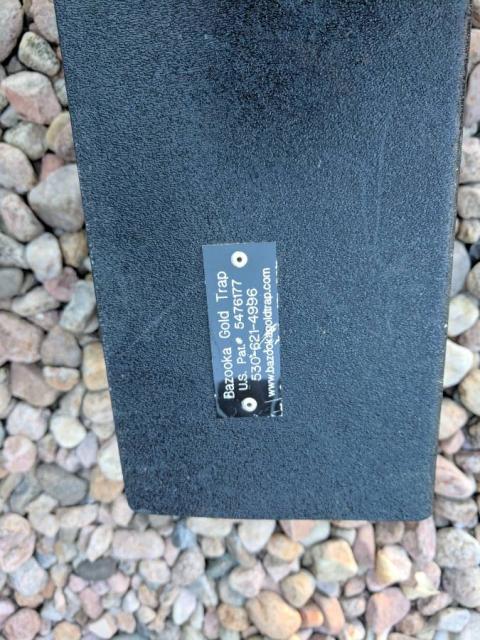 Bazooka Gold Trap
U.S. Pat.# 5476177
530-621-4996
www.bazookagoldtrap.com